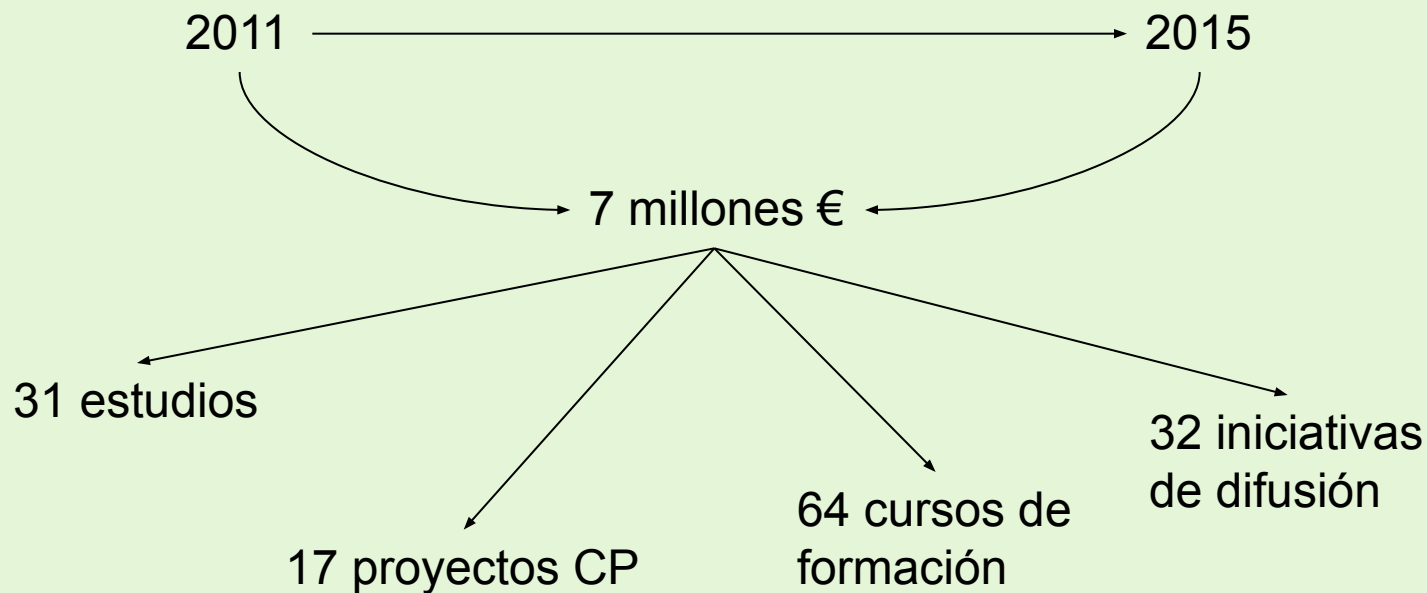 2011
2015
7 millones €
31 estudios
17 proyectos CP
64 cursos de
formación
32 iniciativas
de difusión